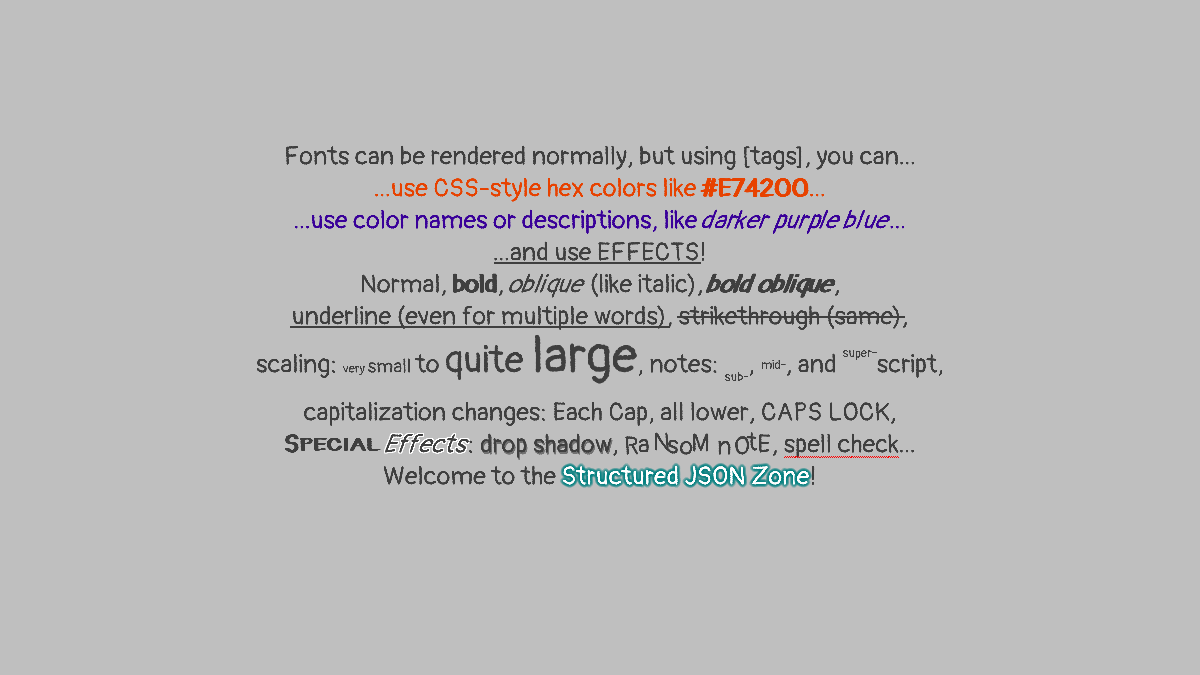 Fonts can be rendered normally, but using [tags], you can...
...use CSS-style hex colors like #E74200...
...use color names or descriptions, like darker purple blue...
...and use EFFECTS!
Normal, bold, oblique (like italic), bold oblique,
underline (even for multiple words), strikethrough (same),
scaling: very small to quite large, notes: sub-, mid-, and super-script,
capitalization changes: Each Cap, all lower, CAPS LOCK,
SPECIAL Effects: drop shadow, RaNsoM nOtE, spell check...
Welcome to the Structured JSON Zone!